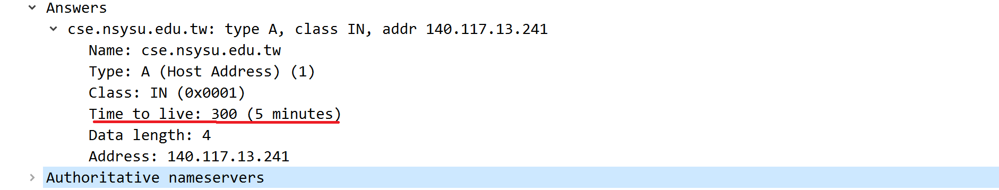 Answers
cse.nsysu.edu.tw: type A, class IN, addr 140.117.13.241
Name: cse.nsysu.edu.tw
Type: A (Host Address) (1)
Class: IN (0x0001)
Time to live: 300 (5 minutes)
Data length: 4
Address: 140.117.13.241
Authoritative nameservers